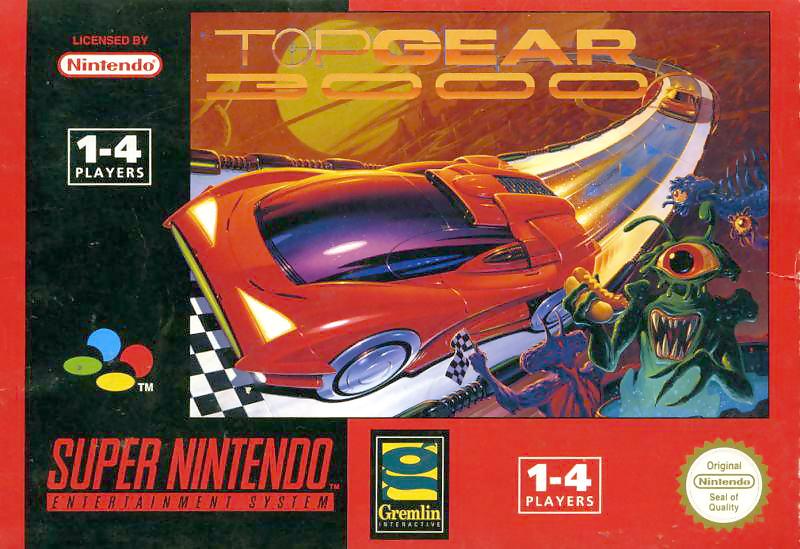 LICENSED BY
Nintendo
1-4
PLAYERS
TOP GEAR
3000
TM
SUPER NINTENDO
TM
ENTERTAINMENT SYSTEM
Gremlin
INTERACTIVE
1-4
PLAYERS
Original
Nintendo
Seal of
Quality